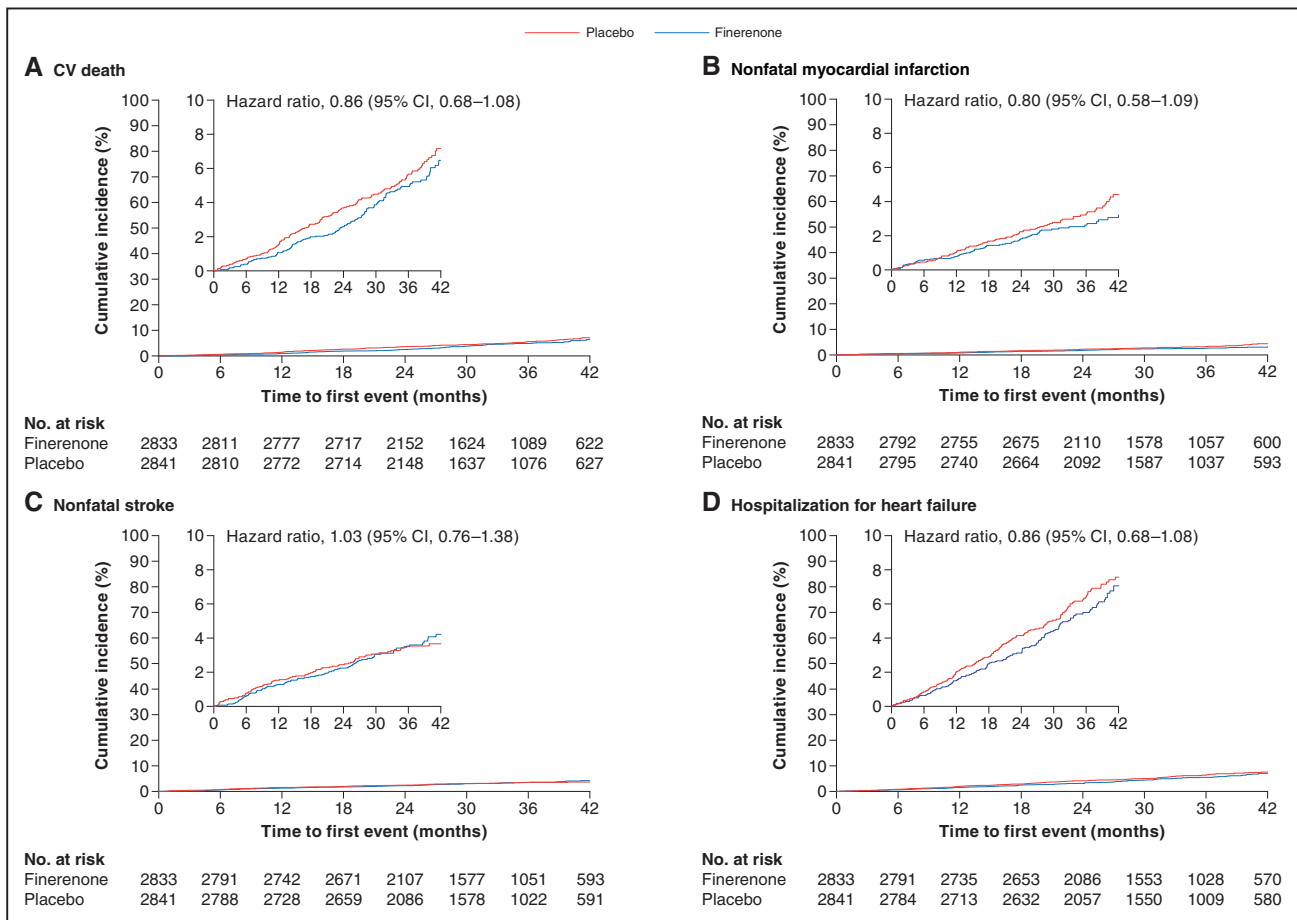 Placebo Finerenone
A CV death
Hazard ratio, 0.86 (95% CI, 0.68–1.08)
Cumulative incidence (%)
100
90
80
70
60
50
40
30
20
10
0
10
8
6
4
2
0
0 6 12 18 24 30 36 42
0 6 12 18 24 30 36 42
Time to first event (months)
No. at risk
Finerenone 2833 2811 2777 2717 2152 1624 1089 622
Placebo 2841 2810 2772 2714 2148 1637 1076 627
B Nonfatal myocardial infarction
Hazard ratio, 0.80 (95% CI, 0.58–1.09)
Cumulative incidence (%)
100
90
80
70
60
50
40
30
20
10
0
10
8
6
4
2
0
0 6 12 18 24 30 36 42
0 6 12 18 24 30 36 42
Time to first event (months)
No. at risk
Finerenone 2833 2792 2755 2675 2110 1578 1057 600
Placebo 2841 2795 2740 2664 2092 1587 1037 593
C Nonfatal stroke
Hazard ratio, 1.03 (95% CI, 0.76–1.38)
Cumulative incidence (%)
100
90
80
70
60
50
40
30
20
10
0
10
8
6
4
2
0
0 6 12 18 24 30 36 42
0 6 12 18 24 30 36 42
Time to first event (months)
No. at risk
Finerenone 2833 2791 2742 2671 2107 1577 1051 593
Placebo 2841 2788 2728 2659 2086 1578 1022 591
D Hospitalization for heart failure
Hazard ratio, 0.86 (95% CI, 0.68–1.08)
Cumulative incidence (%)
100
90
80
70
60
50
40
30
20
10
0
10
8
6
4
2
0
0 6 12 18 24 30 36 42
0 6 12 18 24 30 36 42
Time to first event (months)
No. at risk
Finerenone 2833 2791 2735 2653 2086 1553 1028 570
Placebo 2841 2784 2713 2632 2057 1550 1009 580